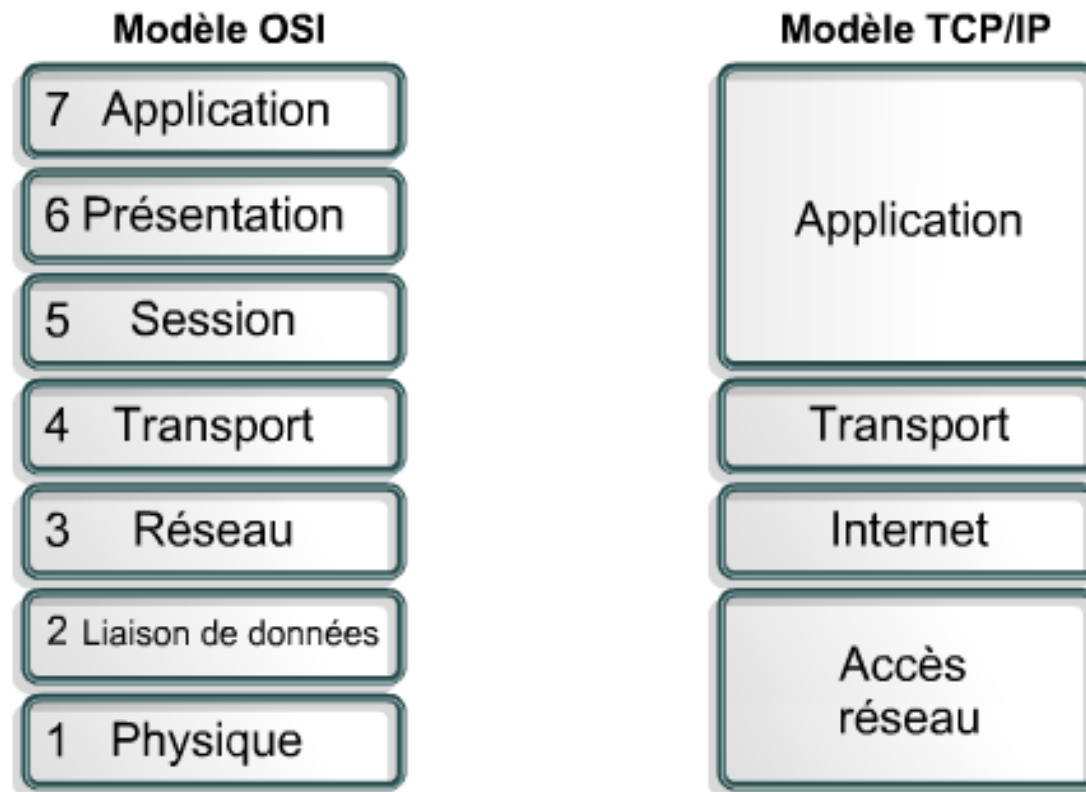 Modèle OSI
7 Application
6 Présentation
5 Session
4 Transport
3 Réseau
2 Liaison de données
1 Physique
Modèle TCP/IP
Application
Transport
Internet
Accès
réseau